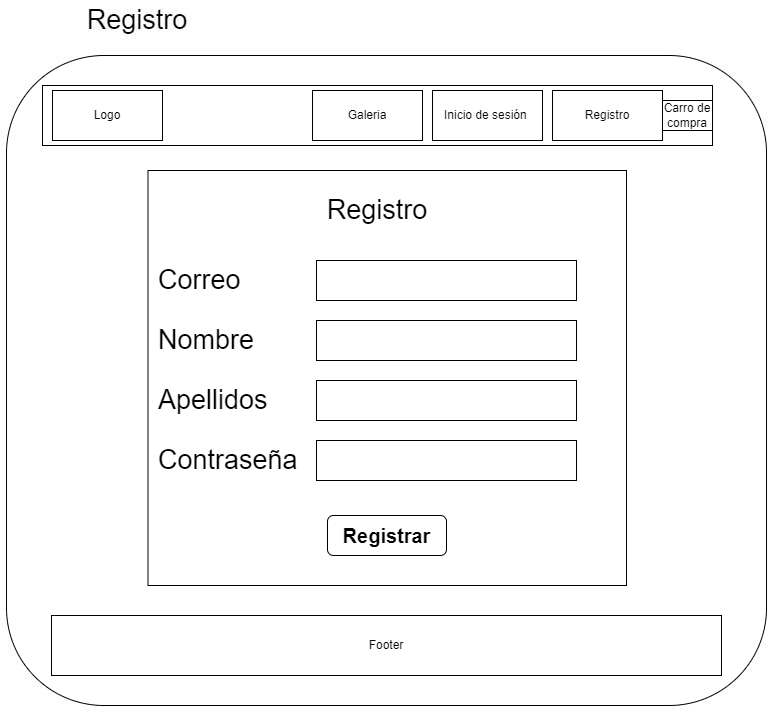 Registro
Logo
Galeria
Inicio de sesión
Registro
Carro de
compra
Registro
Correo
Nombre
Apellidos
Contraseña
Registrar
Footer